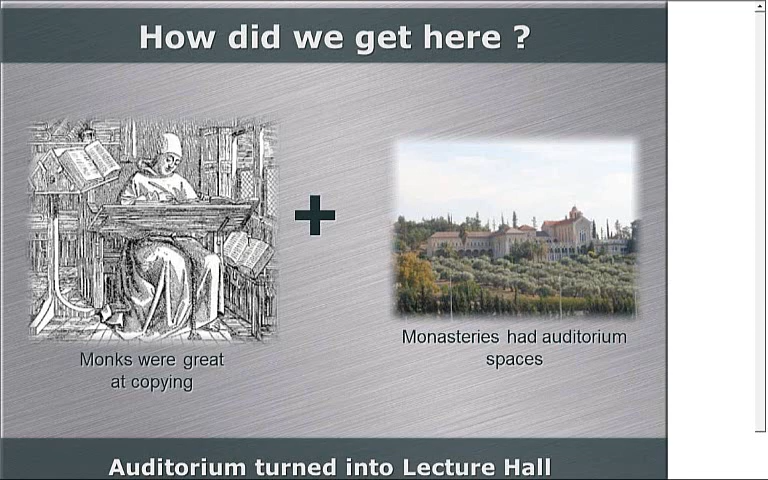 How did we get here ?
Monks were great
at copying
Monasteries had auditorium
spaces
Auditorium turned into Lecture Hall